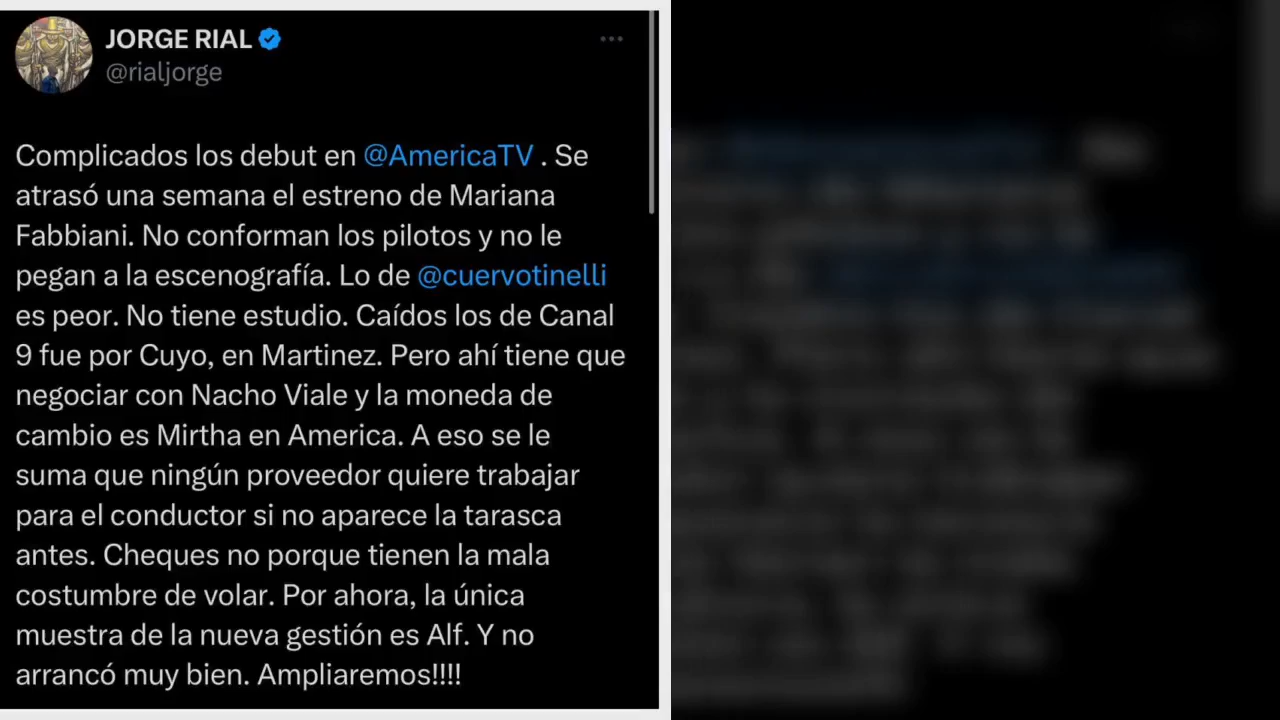 JORGE RIAL
@rialjorge
Complicados los debut en @AmericaTV . Se
atrasó una semana el estreno de Mariana
Fabbiani. No conforman los pilotos y no le
pegan a la escenografía. Lo de @cuervotinelli
es peor. No tiene estudio. Caídos los de Canal
9 fue por Cuyo, en Martinez. Pero ahí tiene que
negociar con Nacho Viale y la moneda de
cambio es Mirtha en America. A eso se le
suma que ningún proveedor quiere trabajar
para el conductor si no aparece la tarasca
antes. Cheques no porque tienen la mala
costumbre de volar. Por ahora, la única
muestra de la nueva gestión es Alf. Y no
arrancó muy bien. Ampliaremos!!!!